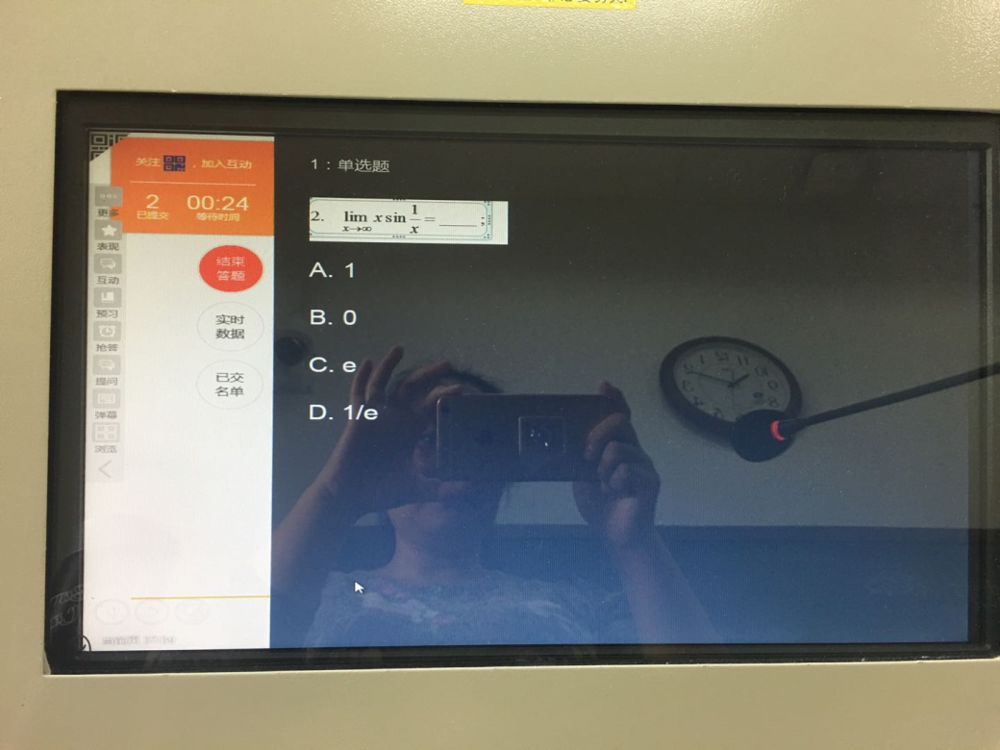 关注 ，加入互动
2 00:24
已提交 等待时间
更多
表现
互动
预习
抢答
提问
弹幕
浏览
结束
答题
实时
数据
已交
名单
1：单选题
2. lim x→∞ x sin 1/x = ____ ;
A. 1
B. 0
C. e
D. 1/e